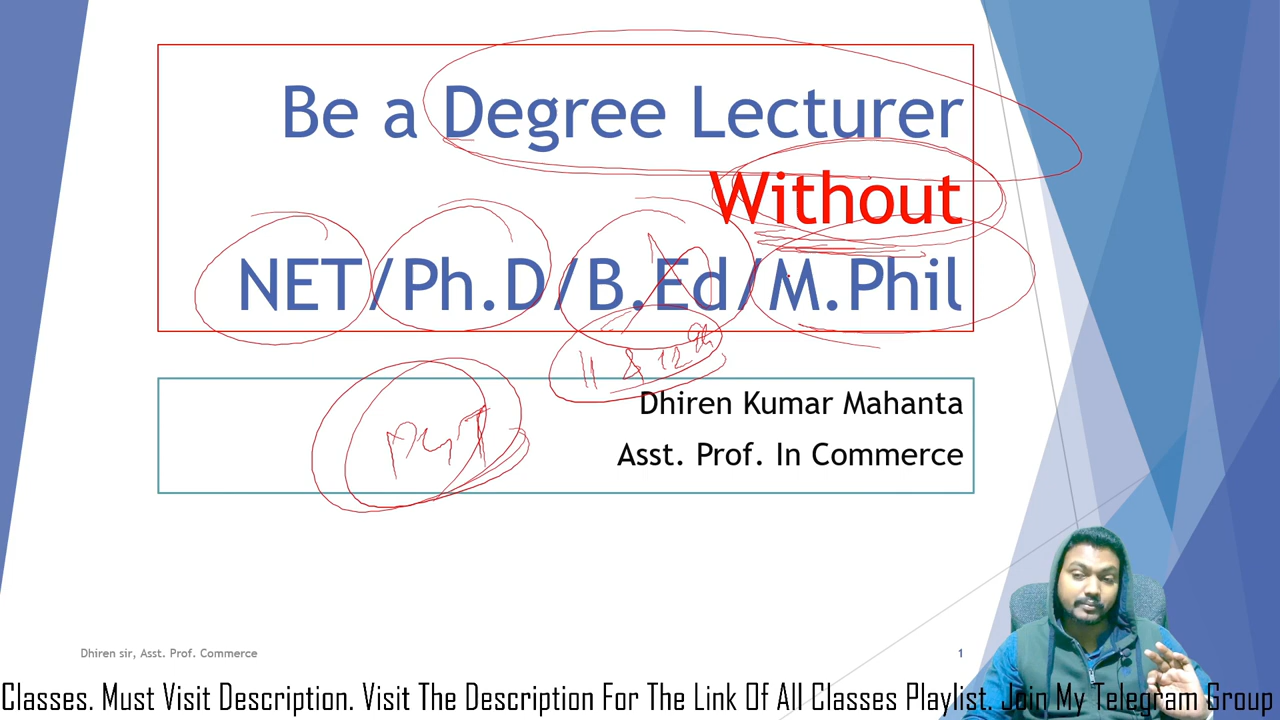 Be a Degree Lecturer
Without
NET/Ph.D/B.Ed/M.Phil
11 & 12th
Dhiren Kumar Mahanta
Asst. Prof. In Commerce
Dhiren sir, Asst. Prof. Commerce
1
Classes. Must Visit Description. Visit The Description For The Link Of All Classes Playlist. Join My Telegram Group